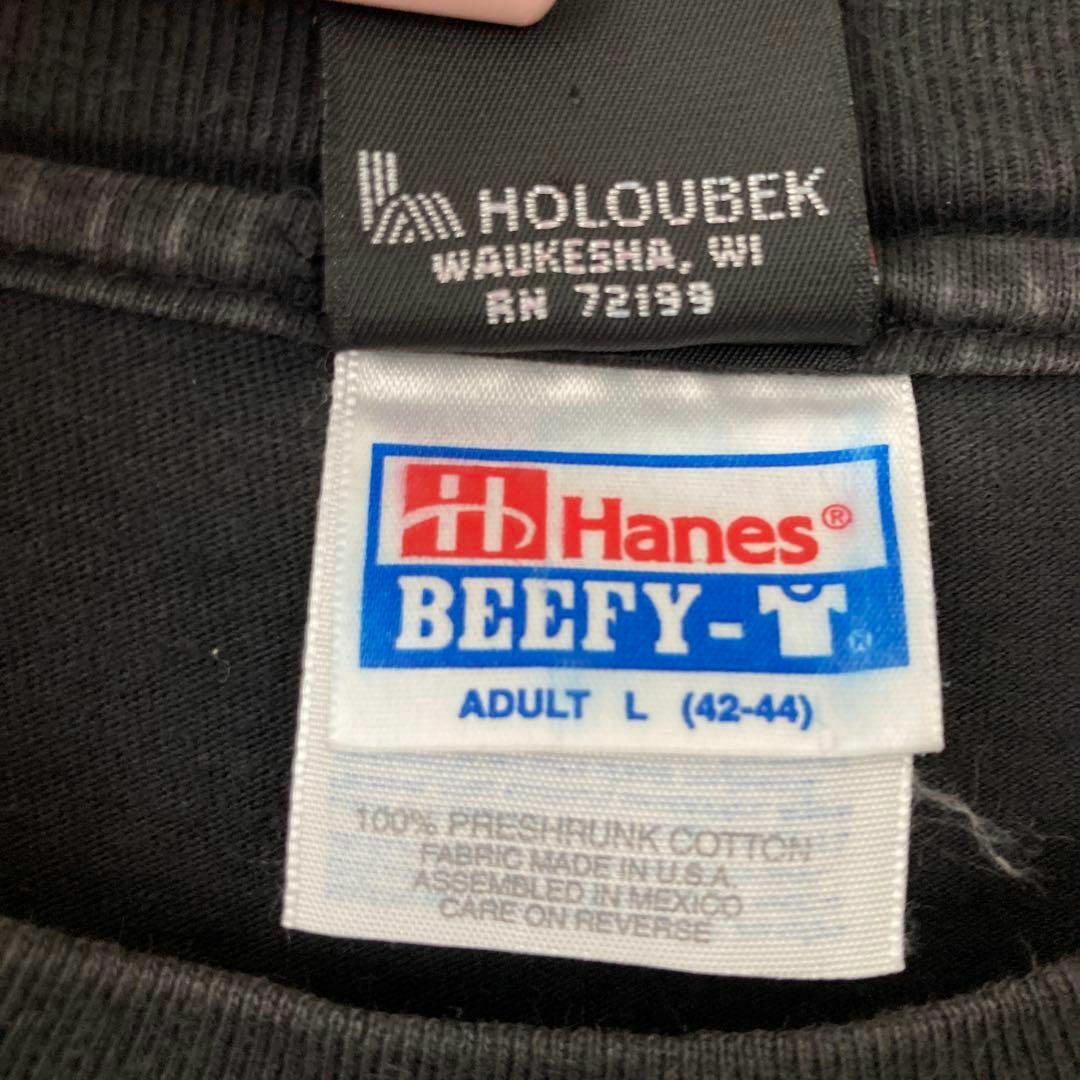 HOLOUBEK
WAUKESHA, WI
RN 72199
Hanes®
BEEFY-T®
ADULT L (42-44)
100% PRESHRUNK COTTON
FABRIC MADE IN U.S.A.
ASSEMBLED IN MEXICO
CARE ON REVERSE